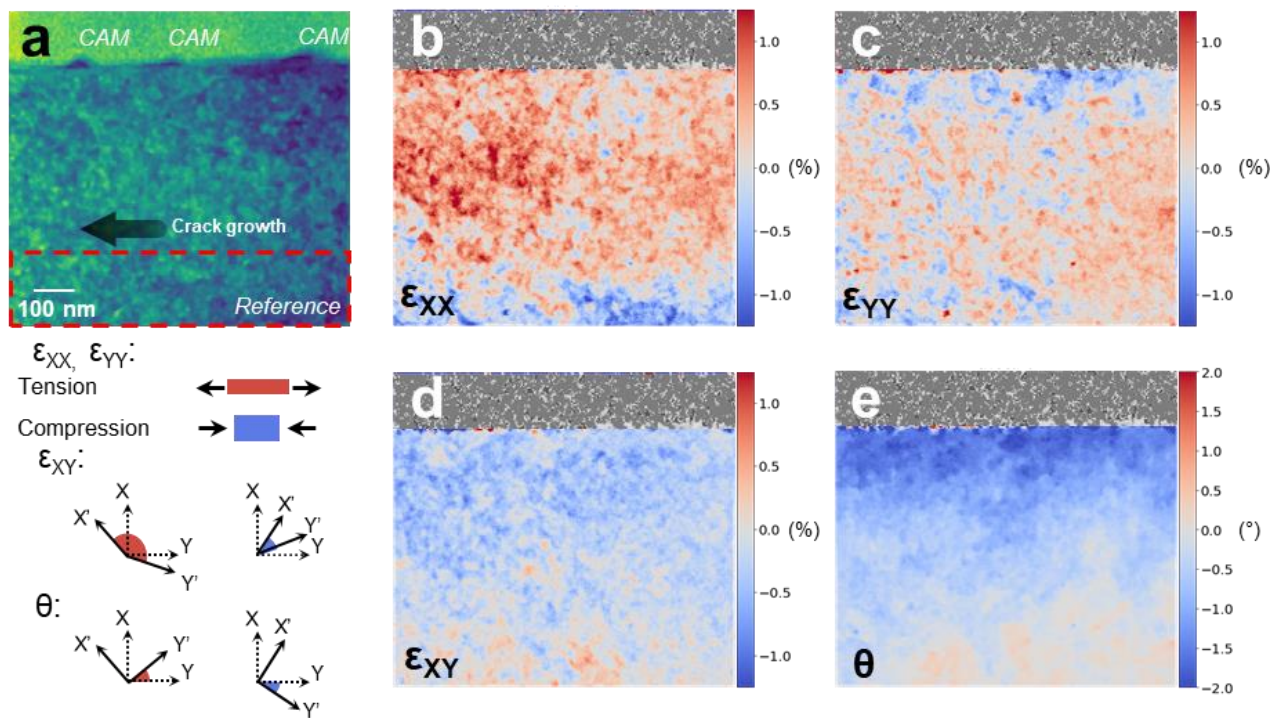 a
CAM CAM CAM
Crack growth
100 nm
Reference
b
εXX
1.0
0.5
0.0 (%)
−0.5
−1.0
c
εYY
1.0
0.5
0.0 (%)
−0.5
−1.0
εXX, εYY:
Tension
Compression
εXY:
X X' Y Y'
X X' Y' Y
θ:
X X' Y' Y
X X' Y Y'
d
εXY
1.0
0.5
0.0 (%)
−0.5
−1.0
e
θ
2.0
1.5
1.0
0.5
0.0 (°)
−0.5
−1.0
−1.5
−2.0